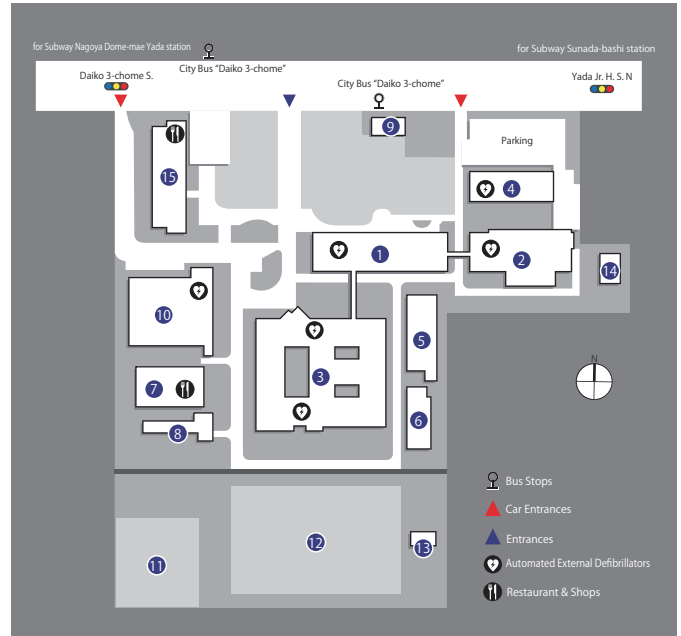 for Subway Nagoya Dome-mae Yada station
for Subway Sunada-bashi station
City Bus "Daiko 3-chome"
Daiko 3-chome S.
City Bus "Daiko 3-chome"
Yada Jr. H. S. N
9
Parking
15
4
1
2
14
10
5
3
N
7
6
8
Bus Stops
Car Entrances
Entrances
12
13
11
Automated External Defibrillators
Restaurant & Shops